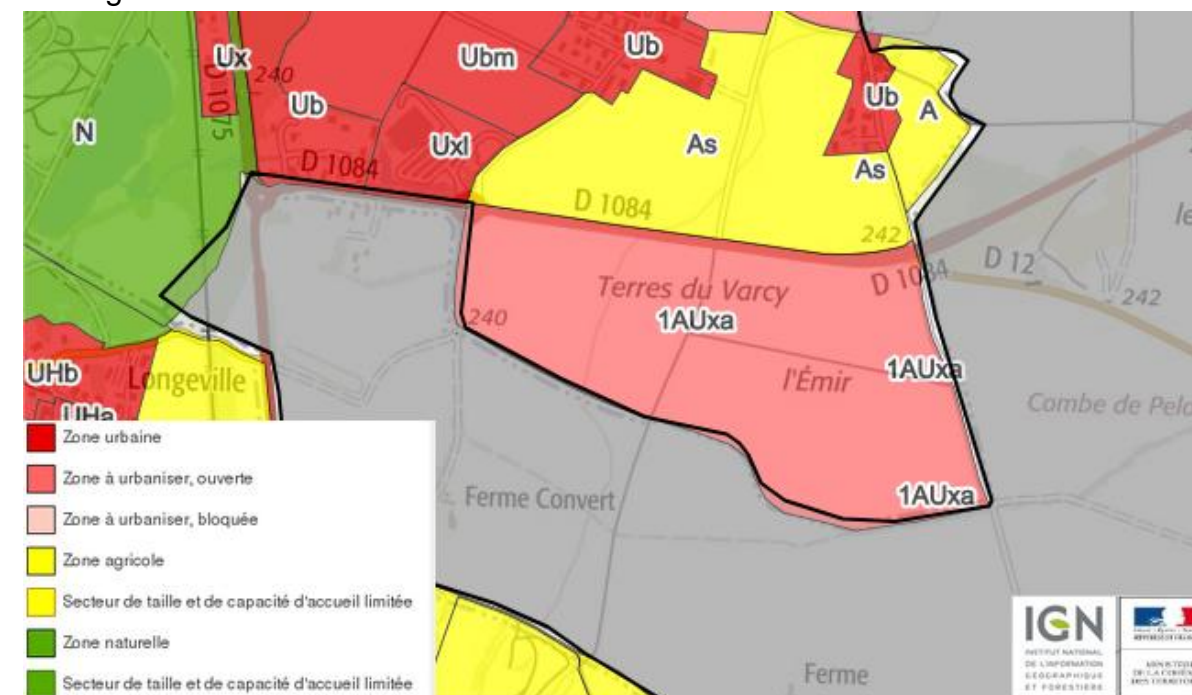 Ux
Ubm
Ub
240
D 1075
Ub
Ub
A
N
Uxl
As
D 1084
As
D 1084
242
D 12
D 1084
242
Terres du Varcy
240
1AUxa
UHb
Longeville
l'Émir
1AUxa
Combe de
UHa
Zone urbaine
Zone à urbaniser, ouverte
Zone à urbaniser, bloquée
Zone agricole
Secteur de taille et de capacité d'accueil limitée
Zone naturelle
Secteur de taille et de capacité d'accueil limitée
Ferme Convert
1AUxa
Ferme
IGN
INSTITUT NATIONAL
DE L'INFORMATION
GÉOGRAPHIQUE
ET FORESTIÈRE